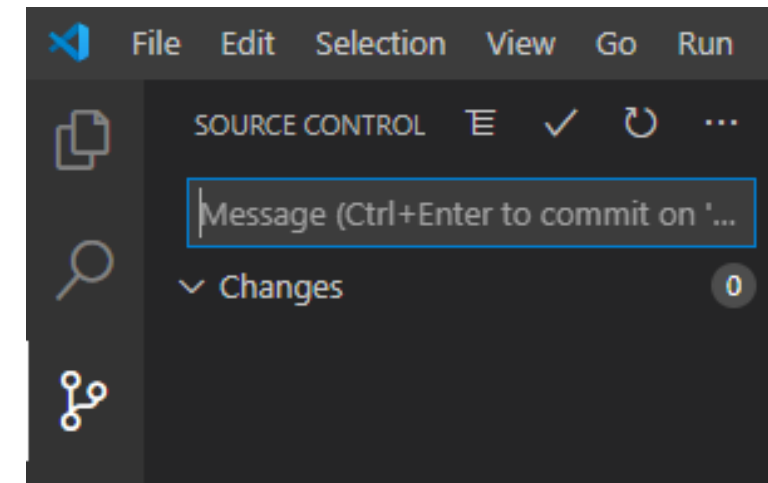 File Edit Selection View Go Run
SOURCE CONTROL
Message (Ctrl+Enter to commit on '...
Changes 0